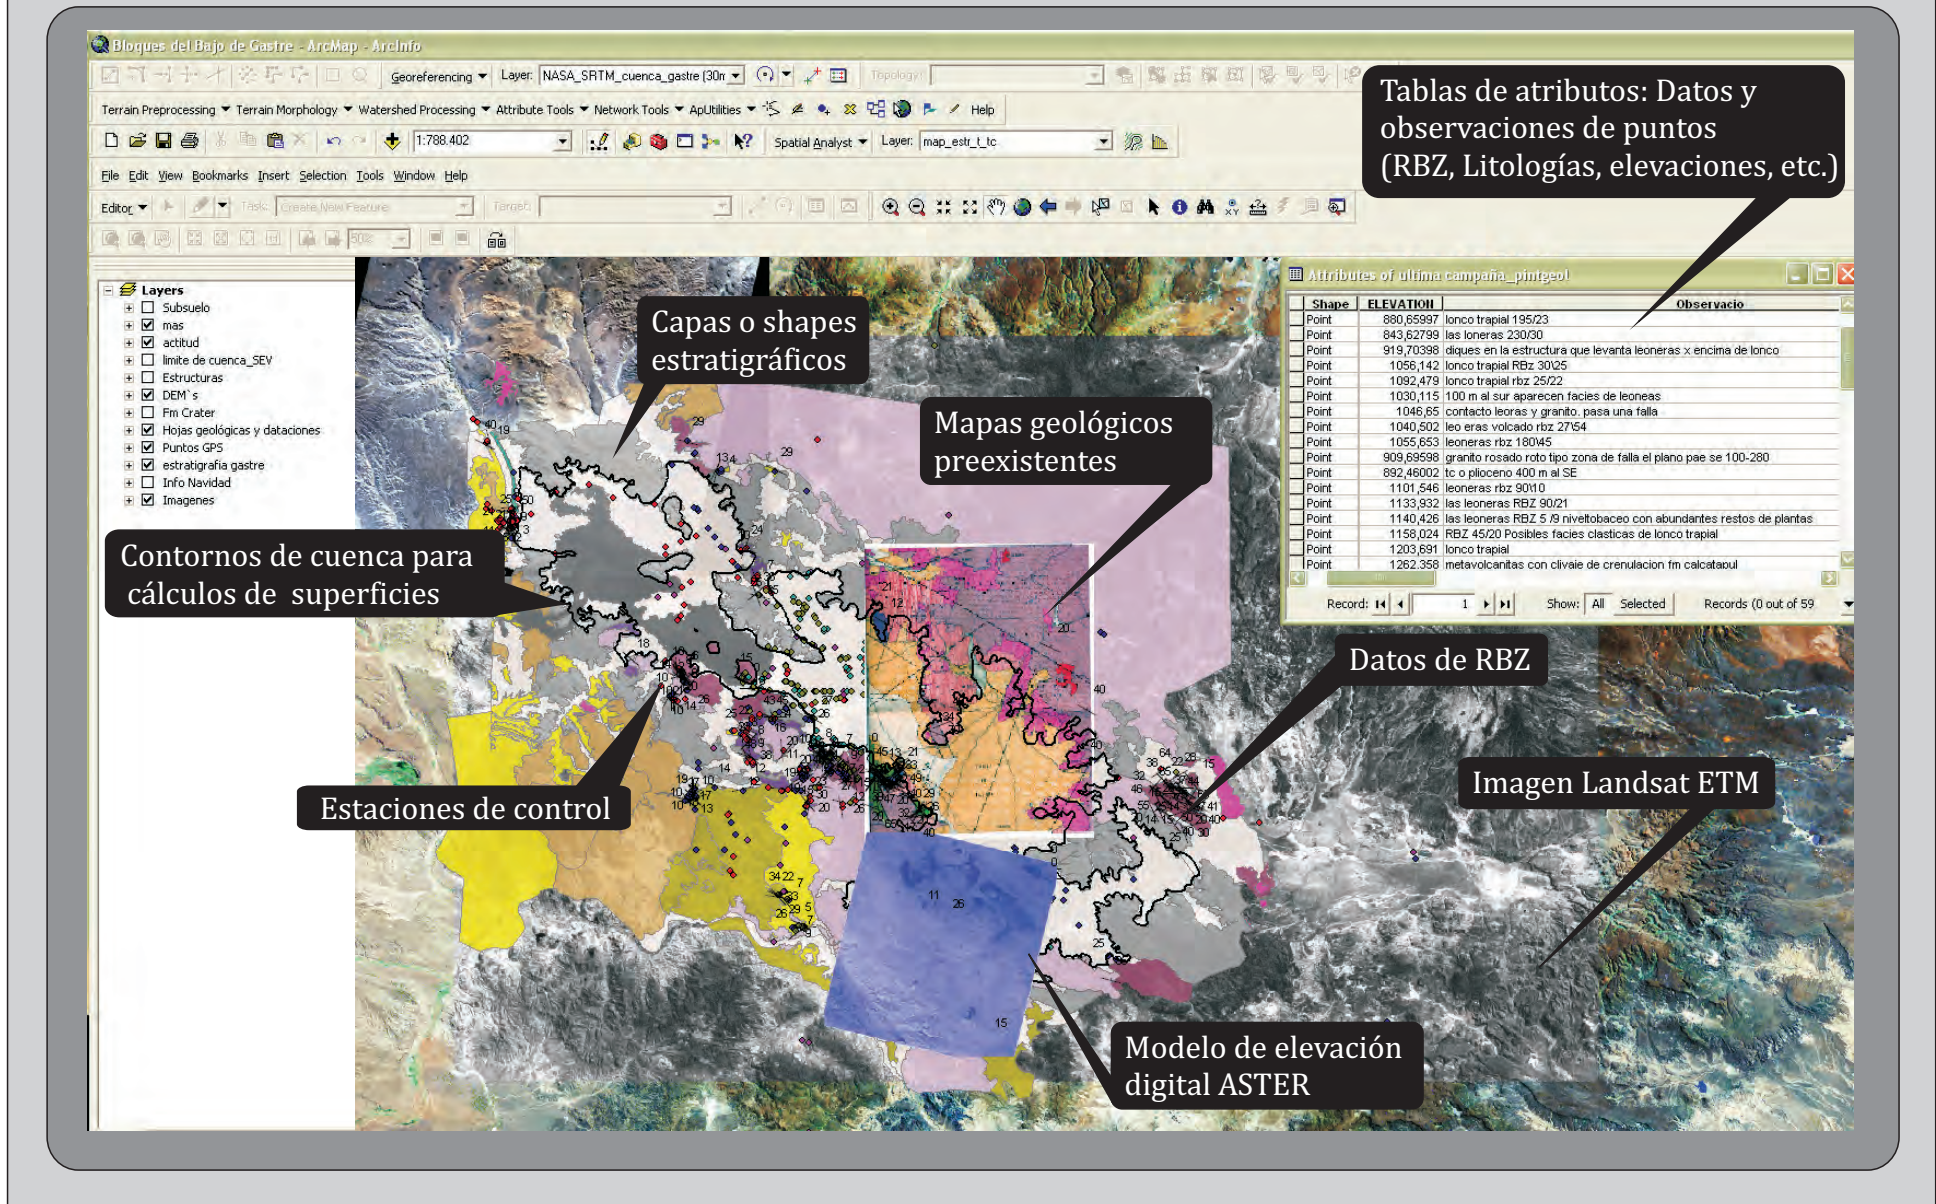 Bloques del Bajo de Gastre - ArcMap - ArcInfo
Georeferencing Layer: NASA_SRTM_cuenca_gastre (30m Topology:
Terrain Preprocessing Terrain Morphology Watershed Processing Attribute Tools Network Tools ApUtilities Help
1:788.402 Spatial Analyst Layer: map_estr_t_tc
File Edit View Bookmarks Insert Selection Tools Window Help
Editor Task: Create New Feature Target:
50%
Tablas de atributos: Datos y
observaciones de puntos
(RBZ, Litologías, elevaciones, etc.)
Layers
Subsuelo
mas
actitud
limite de cuenca_SEV
Estructuras
DEM`s
Fm Crater
Hojas geológicas y dataciones
Puntos GPS
estratigrafia gastre
Info Navidad
Imagenes
Attributes of ultima campaña_pintgeol
Shape ELEVATION Observacio
Point 880,65997 lonco trapial 195/23
Point 843,62799 las loneras 230/30
Point 919,70398 diques en la estructura que levanta leoneras x encima de lonco
Point 1056,142 lonco trapial RBz 30\25
Point 1092,479 lonco trapial rbz 25/22
Point 1030,115 100 m al sur aparecen facies de leoneas
Point 1046,65 contacto leoras y granito. pasa una falla
Point 1040,502 leo eras volcado rbz 27\54
Point 1055,653 leoneras rbz 180\45
Point 909,69598 granito rosado roto tipo zona de falla el plano pae se 100-280
Point 892,46002 tc o plioceno 400 m al SE
Point 1101,546 leoneras rbz 90\10
Point 1133,932 las leoneras RBZ 90/21
Point 1140,426 las leoneras RBZ 5 /9 niveltobaceo con abundantes restos de plantas
Point 1158,024 RBZ 45/20 Posibles facies clasticas de lonco trapial
Point 1203,691 lonco trapial
Point 1262,358 metavolcanitas con clivaje de crenulacion fm calcatapul
Record: 1 Show: All Selected Records (0 out of 59
Capas o shapes
estratigráficos
Mapas geológicos
preexistentes
Contornos de cuenca para
cálculos de superficies
Datos de RBZ
Imagen Landsat ETM
Estaciones de control
Modelo de elevación
digital ASTER